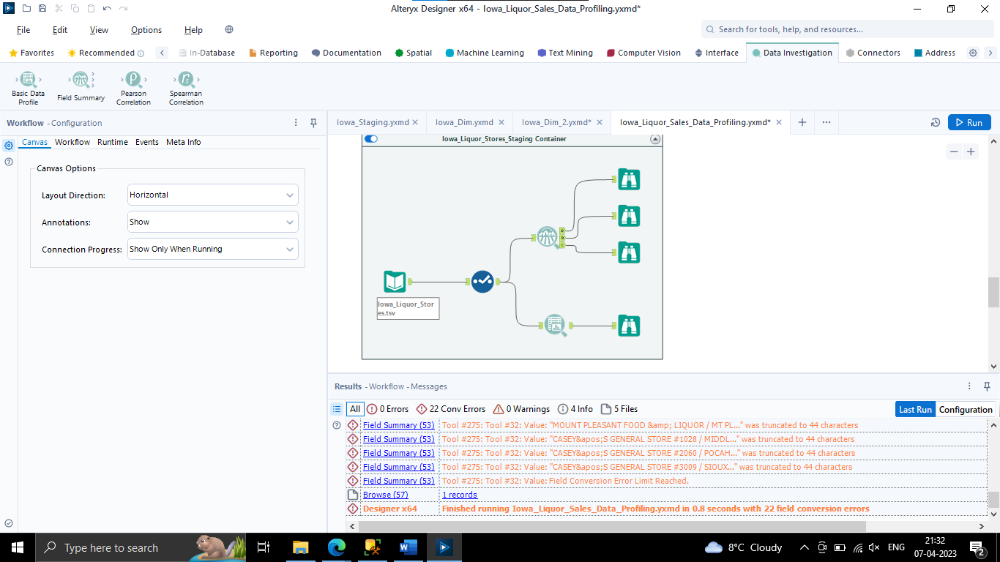 Alteryx Designer x64 - Iowa_Liquor_Sales_Data_Profiling.yxmd*
File Edit View Options Help
Search for tools, help, and resources...
Favorites Recommended In-Database Reporting Documentation Spatial Machine Learning Text Mining Computer Vision Interface Data Investigation Connectors Address
Basic Data Profile
Field Summary
Pearson Correlation
Spearman Correlation
Workflow - Configuration
Iowa_Staging.yxmd Iowa_Dim.yxmd Iowa_Dim_2.yxmd* Iowa_Liquor_Sales_Data_Profiling.yxmd* Run
Canvas Workflow Runtime Events Meta Info
Canvas Options
Layout Direction: Horizontal
Annotations: Show
Connection Progress: Show Only When Running
Iowa_Liquor_Stores_Staging Container
O
R
I
Iowa_Liquor_Stor
es.tsv
Results - Workflow - Messages
All 0 Errors 22 Conv Errors 0 Warnings 4 Info 5 Files Last Run Configuration
Field Summary (53) Tool #275: Tool #32: Value: "MOUNT PLEASANT FOOD &amp; LIQUOR / MT PL..." was truncated to 44 characters
Field Summary (53) Tool #275: Tool #32: Value: "CASEY&apos;S GENERAL STORE #1028 / MIDDL..." was truncated to 44 characters
Field Summary (53) Tool #275: Tool #32: Value: "CASEY&apos;S GENERAL STORE #2060 / POCAH..." was truncated to 44 characters
Field Summary (53) Tool #275: Tool #32: Value: "CASEY&apos;S GENERAL STORE #3009 / SIOUX..." was truncated to 44 characters
Field Summary (53) Tool #275: Tool #32: Value: Field Conversion Error Limit Reached.
Browse (57) 1 records
Designer x64 Finished running Iowa_Liquor_Sales_Data_Profiling.yxmd in 0.8 seconds with 22 field conversion errors
Type here to search
8°C Cloudy
ENG
21:32
07-04-2023
2